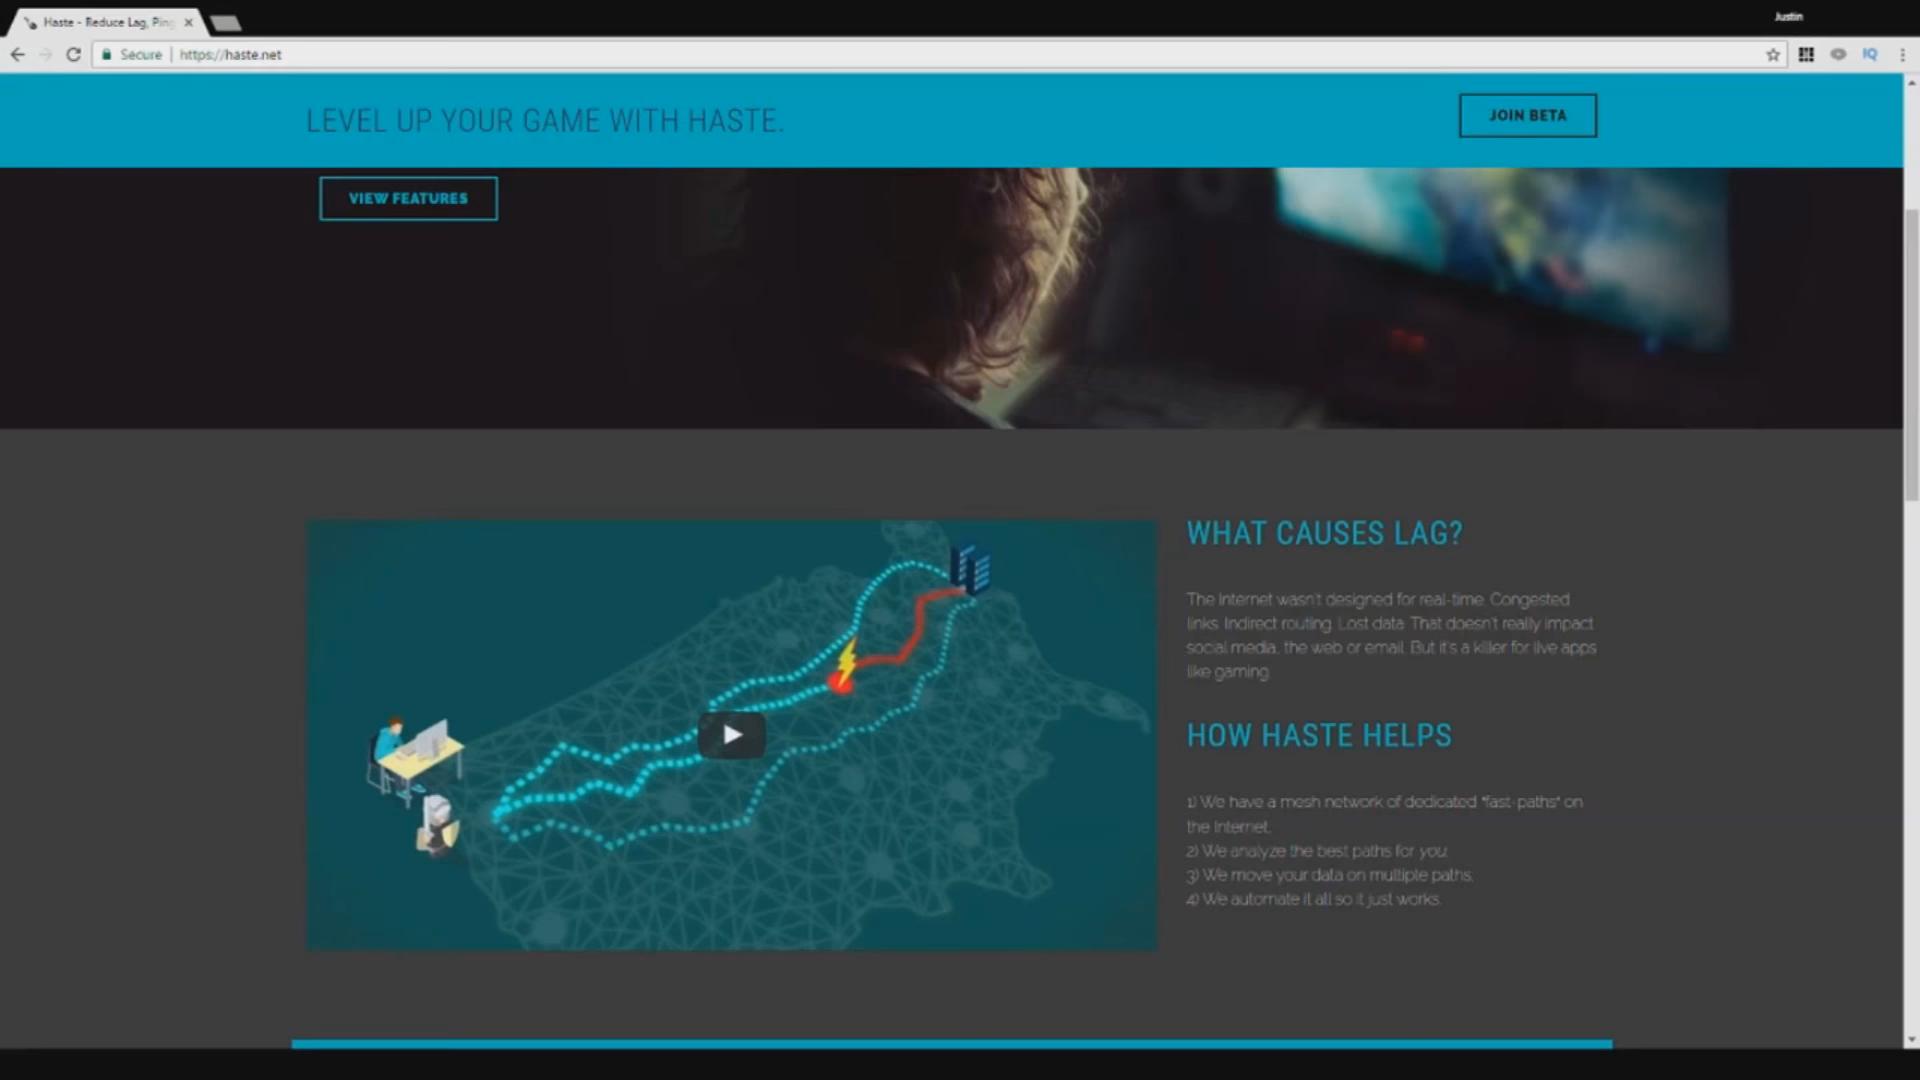 Haste - Reduce Lag, Ping
Justin
Secure
https://haste.net
IQ
LEVEL UP YOUR GAME WITH HASTE.
JOIN BETA
VIEW FEATURES
WHAT CAUSES LAG?
The Internet wasn't designed for real-time. Congested
links. Indirect routing. Lost data. That doesn't really impact
social media, the web or email. But it's a killer for live apps
like gaming.
HOW HASTE HELPS
1) We have a mesh network of dedicated "fast-paths" on
the Internet.
2) We analyze the best paths for you.
3) We move your data on multiple paths.
4) We automate it all so it just works.